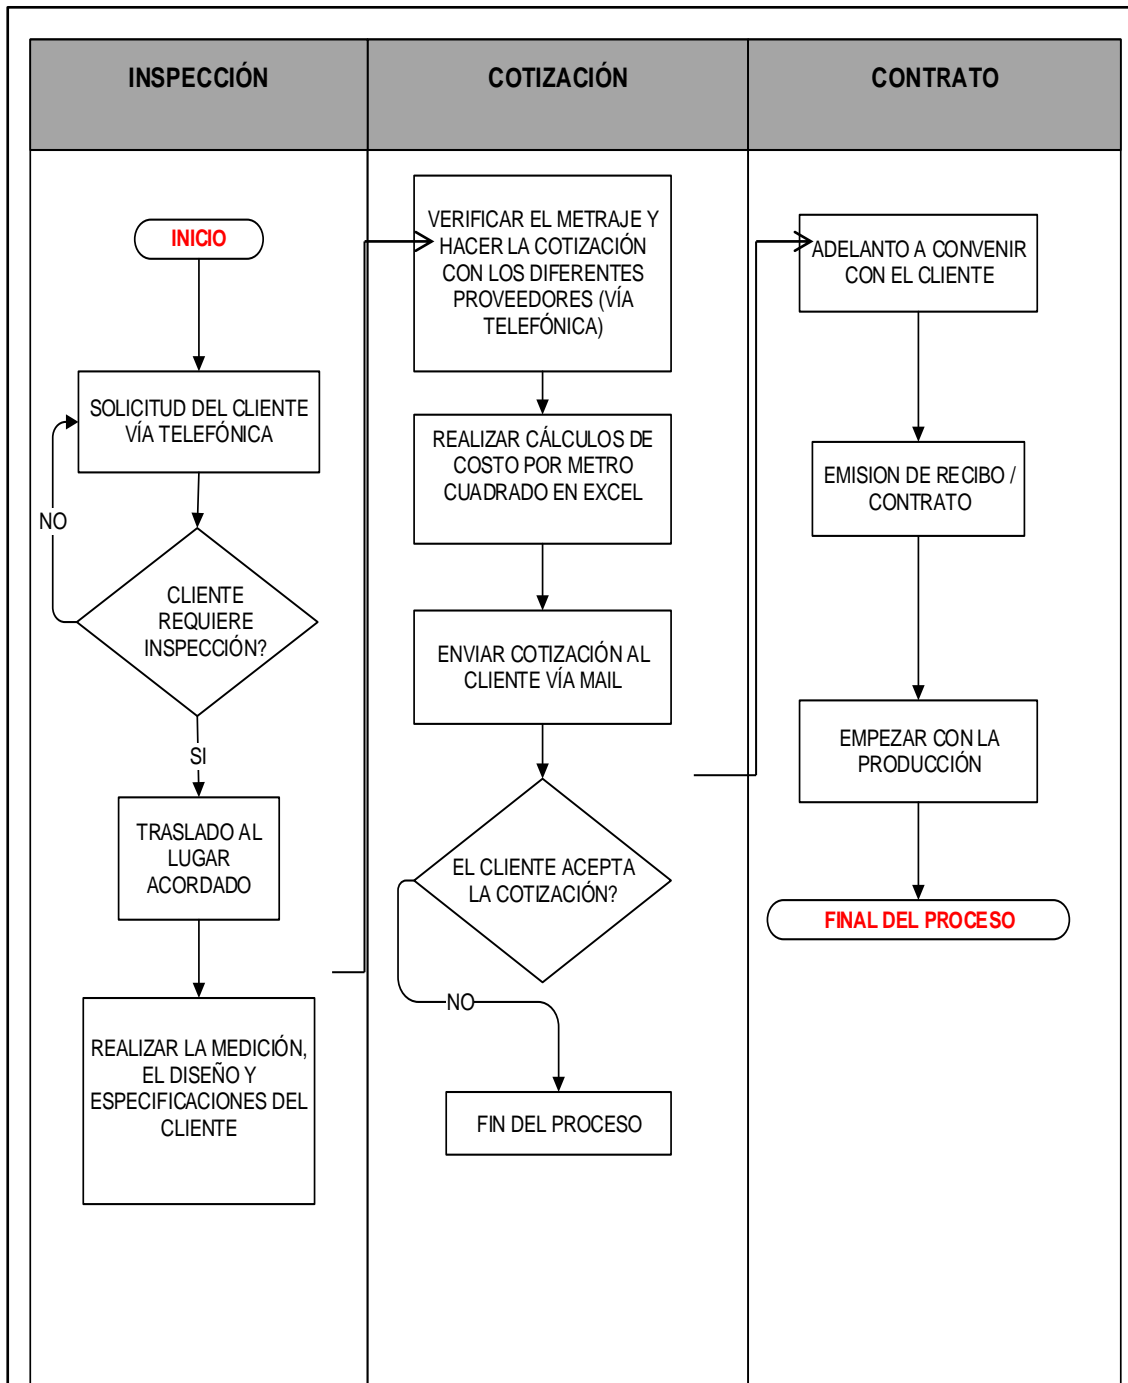 INSPECCIÓN
COTIZACIÓN
CONTRATO
INICIO
SOLICITUD DEL CLIENTE
VÍA TELEFÓNICA
NO
CLIENTE
REQUIERE
INSPECCIÓN?
SI
TRASLADO AL
LUGAR
ACORDADO
REALIZAR LA MEDICIÓN,
EL DISEÑO Y
ESPECIFICACIONES DEL
CLIENTE
VERIFICAR EL METRAJE Y
HACER LA COTIZACIÓN
CON LOS DIFERENTES
PROVEEDORES (VÍA
TELEFÓNICA)
REALIZAR CÁLCULOS DE
COSTO POR METRO
CUADRADO EN EXCEL
ENVIAR COTIZACIÓN AL
CLIENTE VÍA MAIL
EL CLIENTE ACEPTA
LA COTIZACIÓN?
NO
FIN DEL PROCESO
ADELANTO A CONVENIR
CON EL CLIENTE
EMISION DE RECIBO /
CONTRATO
EMPEZAR CON LA
PRODUCCIÓN
FINAL DEL PROCESO